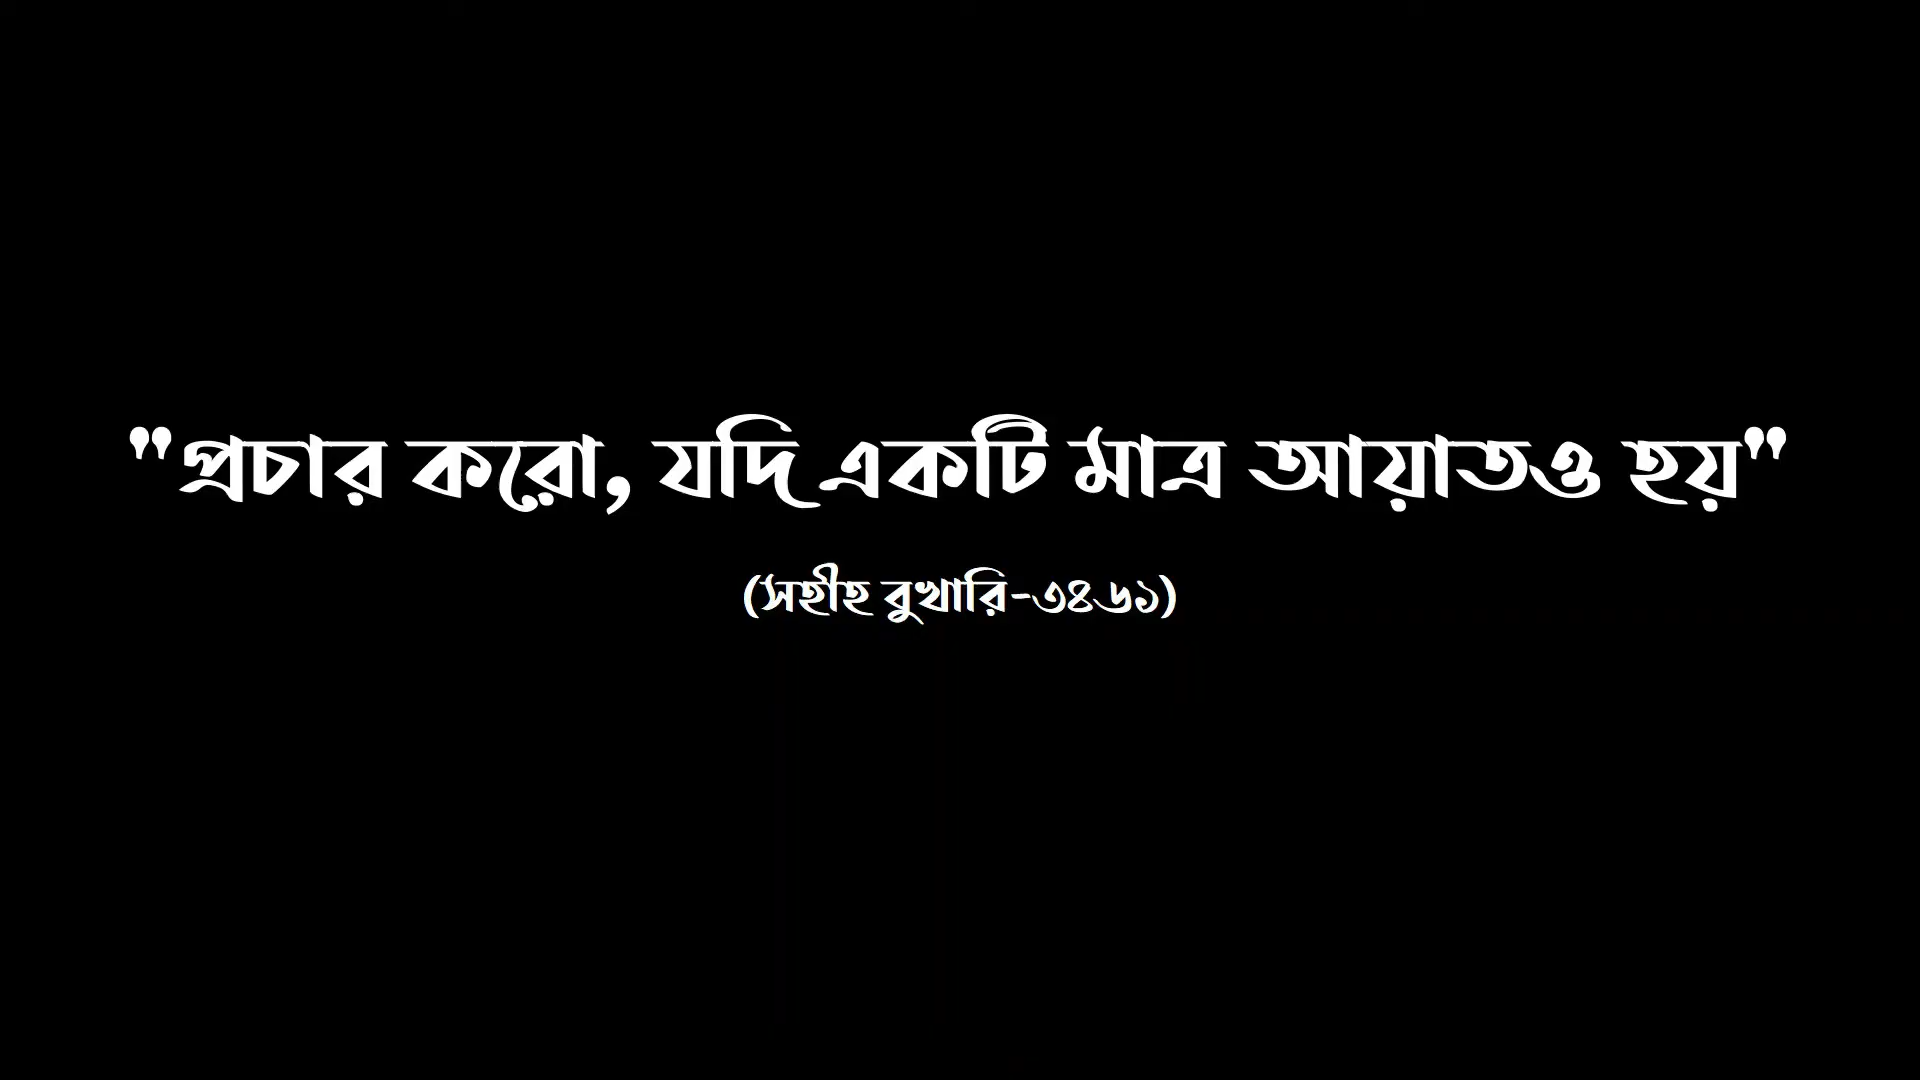 "প্রচার করো, যদি একটি মাত্র আয়াতও হয়"
(সহীহ বুখারি-৩৪৬১)